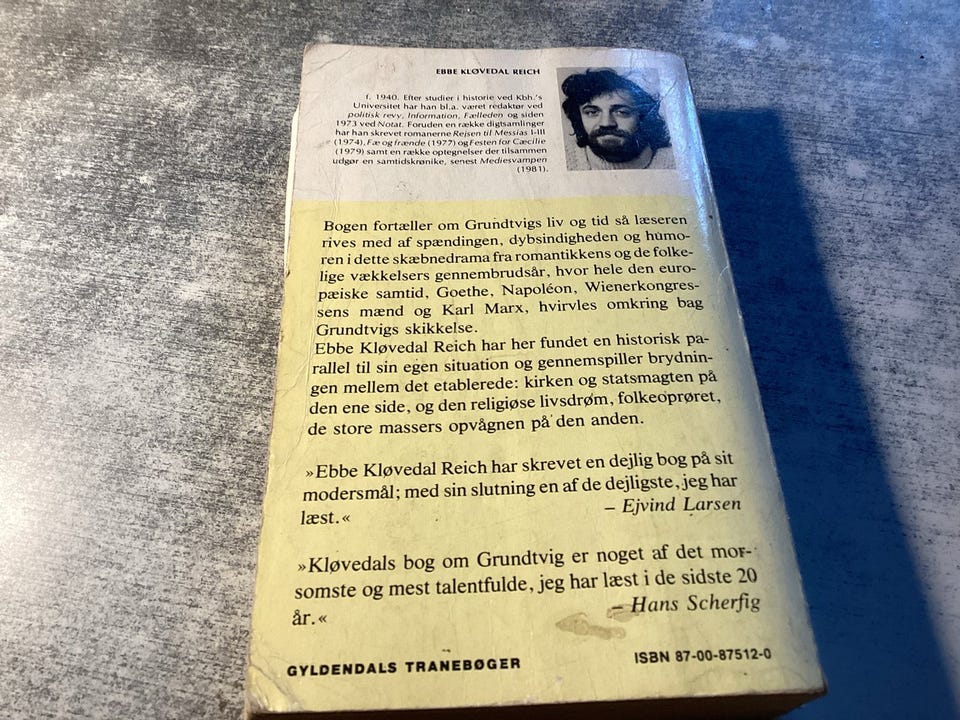 EBBE KLØVEDAL REICH
f. 1940. Efter studier i historie ved Kbh.'s
Universitet har han bl.a. været redaktør ved
politisk revy, Information, Fælleden og siden
1973 ved Notat. Foruden en række digtsamlinger
har han skrevet romanerne Rejsen til Messias I-III
(1974), Fæ og frænde (1977) og Festen for Cæcilie
(1979) samt en række optegnelser der tilsammen
udgør en samtidskrønike, senest Mediesvampen
(1981).
Bogen fortæller om Grundtvigs liv og tid så læseren
rives med af spændingen, dybsindigheden og humo-
ren i dette skæbnedrama fra romantikkens og de folke-
lige vækkelsers gennembrudsår, hvor hele den euro-
pæiske samtid, Goethe, Napoléon, Wienerkongres-
sens mænd og Karl Marx, hvirvles omkring bag
Grundtvigs skikkelse.
Ebbe Kløvedal Reich har her fundet en historisk pa-
rallel til sin egen situation og gennemspiller brydnin-
gen mellem det etablerede: kirken og statsmagten på
den ene side, og den religiøse livsdrøm, folkeoprøret,
de store massers opvågnen på den anden.
»Ebbe Kløvedal Reich har skrevet en dejlig bog på sit
modersmål; med sin slutning en af de dejligste, jeg har
læst.« – Ejvind Larsen
»Kløvedals bog om Grundtvig er noget af det mor-
somste og mest talentfulde, jeg har læst i de sidste 20
år.« – Hans Scherfig
GYLDENDALS TRANEBØGER ISBN 87-00-87512-0